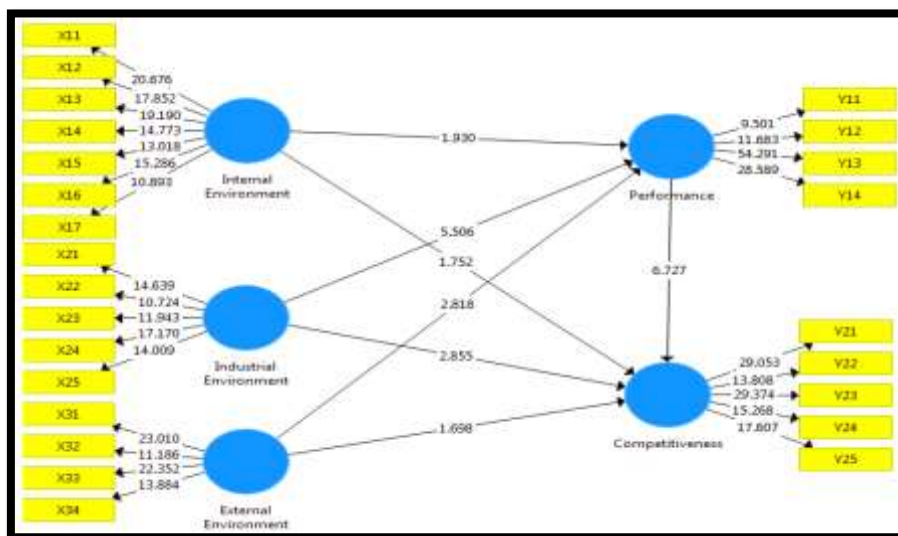 X11
X12
X13
X14
X15
X16
X17
20.676
17.852
19.190
14.773
13.018
15.286
10.893
Internal
Environment
X21
X22
X23
X24
X25
14.639
10.724
11.943
17.170
14.009
Industrial
Environment
X31
X32
X33
X34
23.010
11.186
22.352
13.884
External
Environment
1.930
5.506
1.752
2.818
2.855
1.698
6.727
Performance
9.501
11.683
54.291
28.589
Y11
Y12
Y13
Y14
Competitiveness
29.053
13.808
29.374
15.268
17.607
Y21
Y22
Y23
Y24
Y25